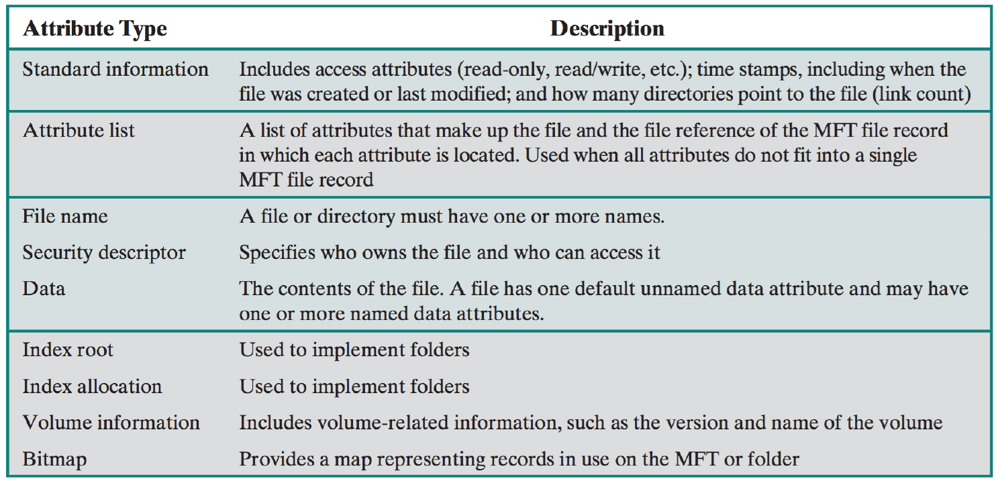 Attribute Type Description
Standard information Includes access attributes (read-only, read/write, etc.); time stamps, including when the
file was created or last modified; and how many directories point to the file (link count)
Attribute list A list of attributes that make up the file and the file reference of the MFT file record
in which each attribute is located. Used when all attributes do not fit into a single
MFT file record
File name A file or directory must have one or more names.
Security descriptor Specifies who owns the file and who can access it
Data The contents of the file. A file has one default unnamed data attribute and may have
one or more named data attributes.
Index root Used to implement folders
Index allocation Used to implement folders
Volume information Includes volume-related information, such as the version and name of the volume
Bitmap Provides a map representing records in use on the MFT or folder